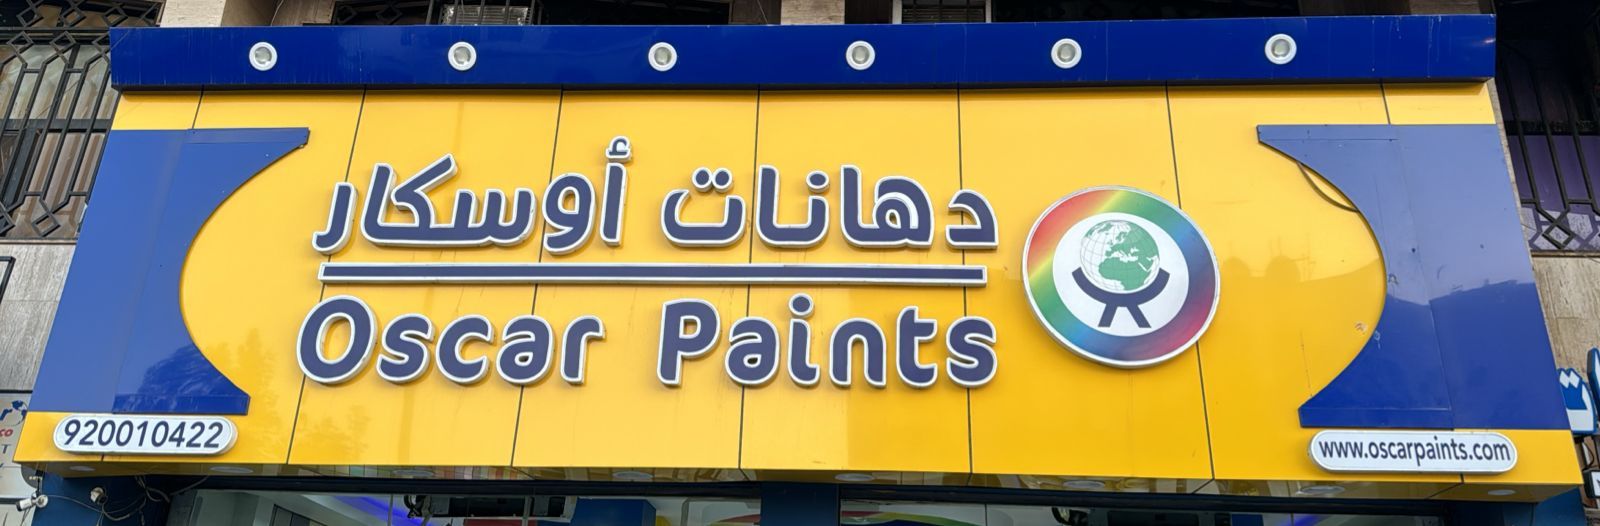 دهانات أوسكار
Oscar Paints
920010422
www.oscarpaints.com